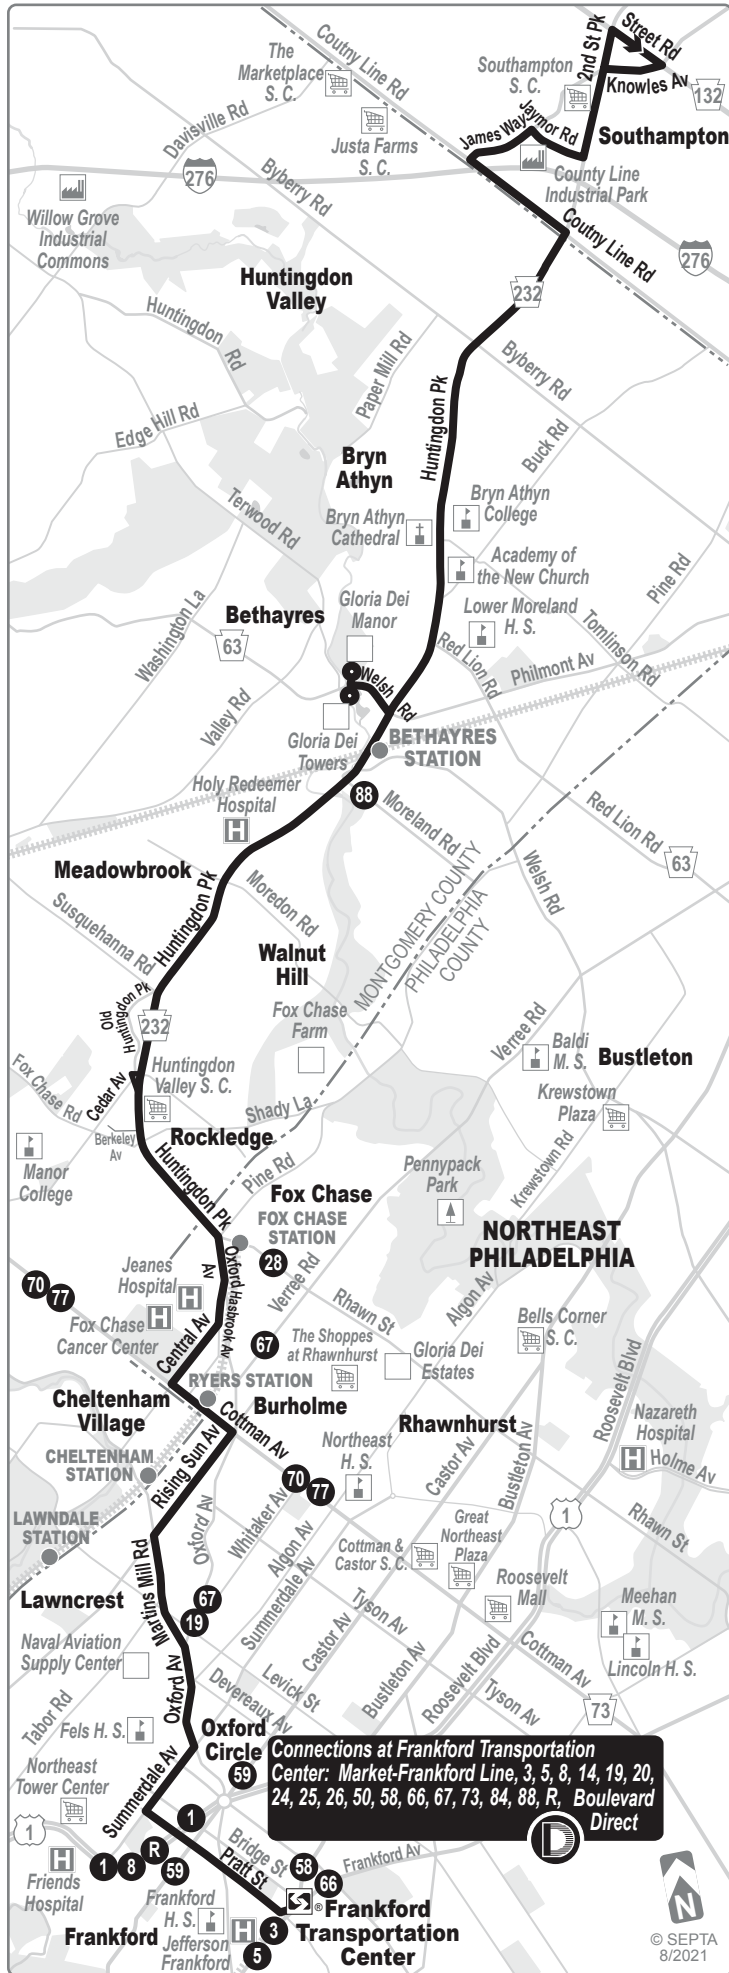 Coutny Line Rd
2nd St Pk
Street Rd
The
Marketplace
S. C.
Southampton
S. C.
Knowles Av
132
Davisville Rd
Justa Farms
S. C.
James Way
Jaymor Rd
Southampton
276
Byberry Rd
County Line
Industrial Park
Willow Grove
Industrial
Commons
Coutny Line Rd
276
Huntingdon
Valley
232
Huntingdon
Rd
Paper Mill Rd
Byberry Rd
Huntingdon Pk
Edge Hill Rd
Buck Rd
Bryn
Athyn
Terwood Rd
Bryn Athyn
Cathedral
Bryn Athyn
College
Academy of
the New Church
Pine Rd
Washington La
Bethayres
Gloria Dei
Manor
Lower Moreland
H. S.
63
Tomlinson Rd
Red Lion Rd
Philmont Av
Welsh Rd
Valley Rd
Gloria Dei
Towers
BETHAYRES
STATION
Holy Redeemer
Hospital
88
Moreland Rd
Red Lion Rd
63
Meadowbrook
Huntingdon Pk
Welsh Rd
Susquehanna Rd
Moredon Rd
MONTGOMERY COUNTY
PHILADELPHIA
COUNTY
Walnut
Hill
Huntingdon Pk
Old
232
Fox Chase
Farm
Verree Rd
Baldi
M. S.
Bustleton
Fox Chase Rd
Cedar Av
Huntingdon
Valley S. C.
Krewstown
Plaza
Shady La
Berkeley
Av
Rockledge
Krewstown Rd
Manor
College
Huntingdon Pk
Pine Rd
Fox Chase
Pennypack
Park
FOX CHASE
STATION
NORTHEAST
PHILADELPHIA
Jeanes
Hospital
Oxford
Av
Hasbrook Av
28
Verree Rd
Algon Av
70
77
Rhawn St
Fox Chase
Cancer Center
Central Av
67
The Shoppes
at Rhawnhurst
Gloria Dei
Estates
Bells Corner
S. C.
Roosevelt Blvd
RYERS STATION
Cheltenham
Village
Burholme
Cottman Av
Rhawnhurst
Nazareth
Hospital
CHELTENHAM
STATION
Rising Sun Av
Northeast
H. S.
Castor Av
Bustleton Av
Holme Av
70
77
LAWNDALE
STATION
Oxford Av
Whitaker Av
Algon Av
Summerdale Av
Cottman &
Castor S. C.
Great
Northeast
Plaza
1
Rhawn St
Martins Mill Rd
Lawncrest
67
19
Tyson Av
Castor Av
Roosevelt
Mall
Meehan
M. S.
Lincoln H. S.
Naval Aviation
Supply Center
Oxford Av
Devereaux Av
Levick St
Bustleton Av
Roosevelt Blvd
Cottman Av
Tyson Av
73
Tabor Rd
Fels H. S.
Oxford
Circle
59
Northeast
Tower Center
Summerdale Av
Connections at Frankford Transportation
Center: Market-Frankford Line, 3, 5, 8, 14, 19, 20,
24, 25, 26, 50, 58, 66, 67, 73, 84, 88, R, Boulevard
Direct
1
1
Bridge St
Pratt St
Frankford Av
58
66
1
8
R
59
Friends
Hospital
Frankford
H. S.
Frankford
Jefferson
Frankford
3
5
® Frankford
Transportation
Center
N
© SEPTA
8/2021